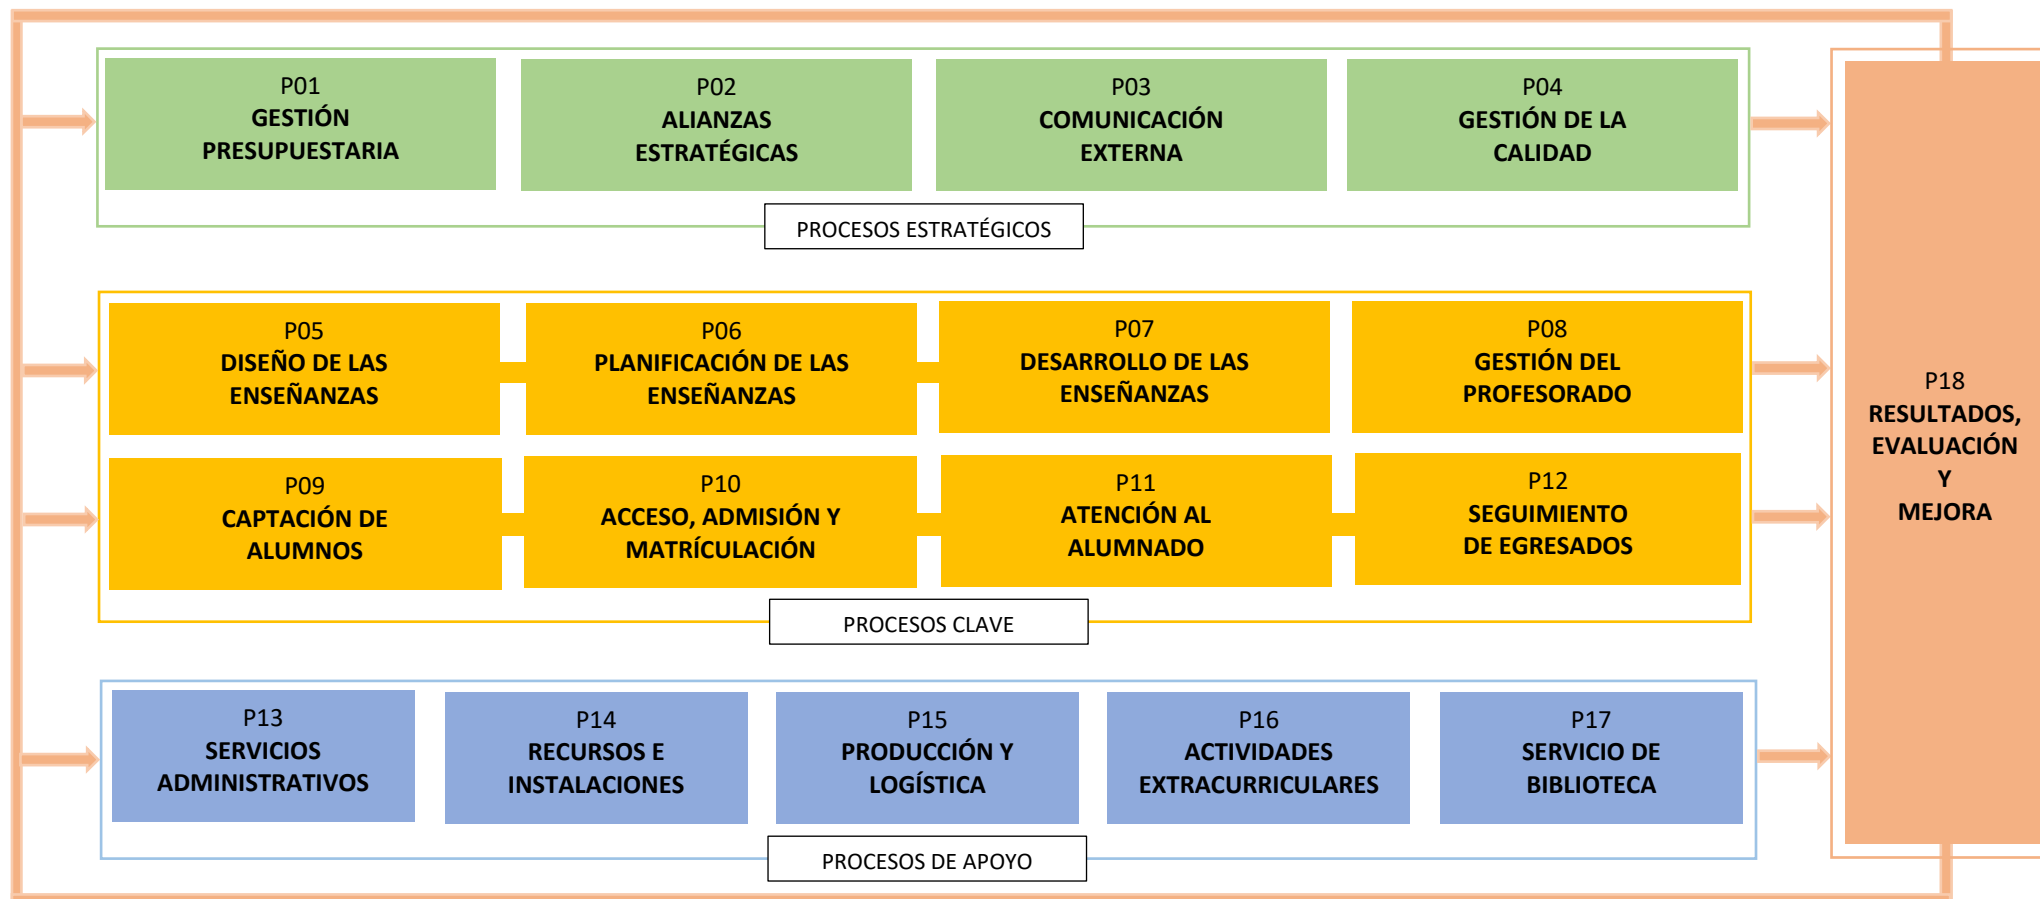 P01
GESTIÓN
PRESUPUESTARIA
P02
ALIANZAS
ESTRATÉGICAS
P03
COMUNICACIÓN
EXTERNA
P04
GESTIÓN DE LA
CALIDAD
PROCESOS ESTRATÉGICOS
P05
DISEÑO DE LAS
ENSEÑANZAS
P06
PLANIFICACIÓN DE LAS
ENSEÑANZAS
P07
DESARROLLO DE LAS
ENSEÑANZAS
P08
GESTIÓN DEL
PROFESORADO
P09
CAPTACIÓN DE
ALUMNOS
P10
ACCESO, ADMISIÓN Y
MATRÍCULACIÓN
P11
ATENCIÓN AL
ALUMNADO
P12
SEGUIMIENTO
DE EGRESADOS
PROCESOS CLAVE
P13
SERVICIOS
ADMINISTRATIVOS
P14
RECURSOS E
INSTALACIONES
P15
PRODUCCIÓN Y
LOGÍSTICA
P16
ACTIVIDADES
EXTRACURRICULARES
P17
SERVICIO DE
BIBLIOTECA
PROCESOS DE APOYO
P18
RESULTADOS,
EVALUACIÓN
Y
MEJORA